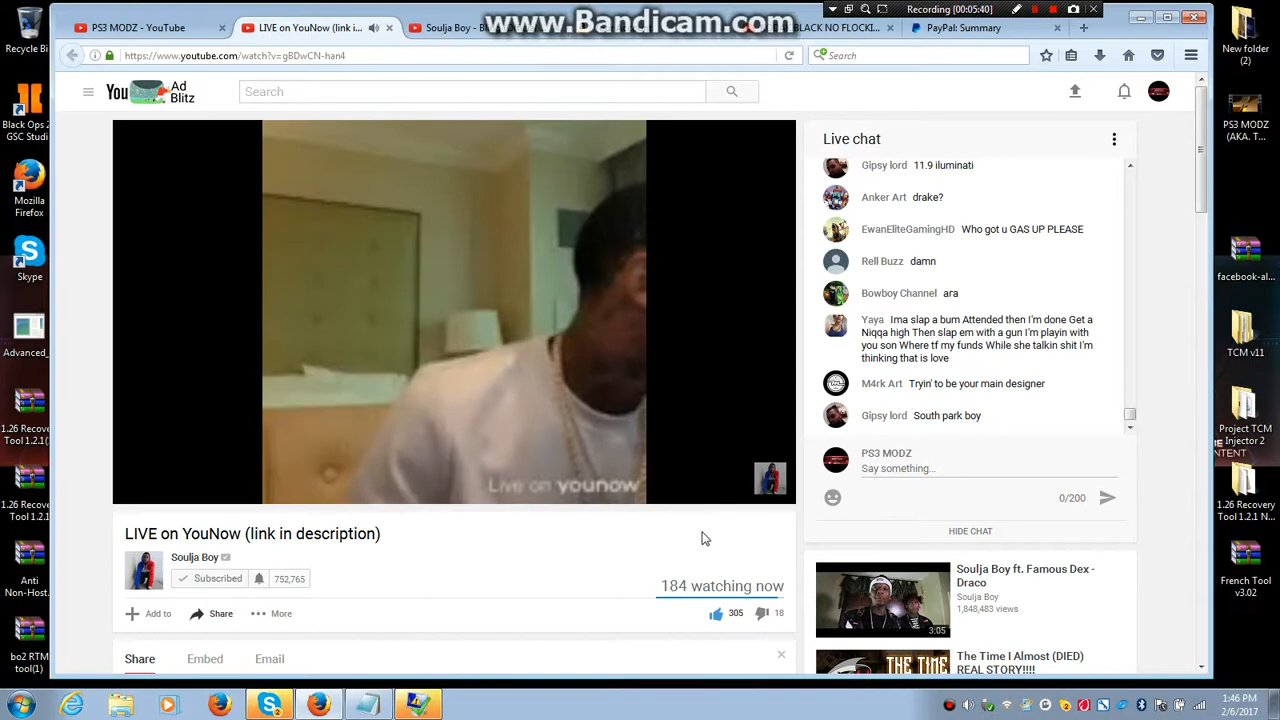 www.Bandicam.com
Recording [00:05:40]
PS3 MODZ - YouTube
LIVE on YouNow (link i...
Soulja Boy -
BLACK NO FLOCKI...
PayPal: Summary
https://www.youtube.com/watch?v=gBDwCN-han4
Search
You
Ad
Blitz
Search
Live chat
Gipsy lord 11.9 iluminati
Anker Art drake?
EwanEliteGamingHD Who got u GAS UP PLEASE
Rell Buzz damn
Bowboy Channel ara
Yaya Ima slap a bum Attended then I'm done Get a
Niqqa high Then slap em with a gun I'm playin with
you son Where tf my funds While she talkin shit I'm
thinking that is love
M4rk Art Tryin' to be your main designer
Gipsy lord South park boy
PS3 MODZ
Say something...
0/200
HIDE CHAT
Live on younow
LIVE on YouNow (link in description)
Soulja Boy
Subscribed
752,765
184 watching now
Add to
Share
More
305
18
Share
Embed
Email
Soulja Boy ft. Famous Dex -
Draco
Soulja Boy
1,848,483 views
3:05
THE TIME
The Time I Almost (DIED)
REAL STORY!!!!
Recycle Bin
Black Ops 2
GSC Studi...
Mozilla
Firefox
Skype
Advanced_...
1.26 Recovery
Tool 1.2.1(...
1.26 Recovery
Tool 1.2.1...
Anti
Non-Host...
bo2 RTM
tool(1)
New folder
(2)
PS3 MODZ
(AKA. T...
facebook-al...
TCM v11
Project TCM
Injector 2
1.26 Recovery
Tool 1.2.1 N...
French Tool
v3.02
1:46 PM
2/6/2017